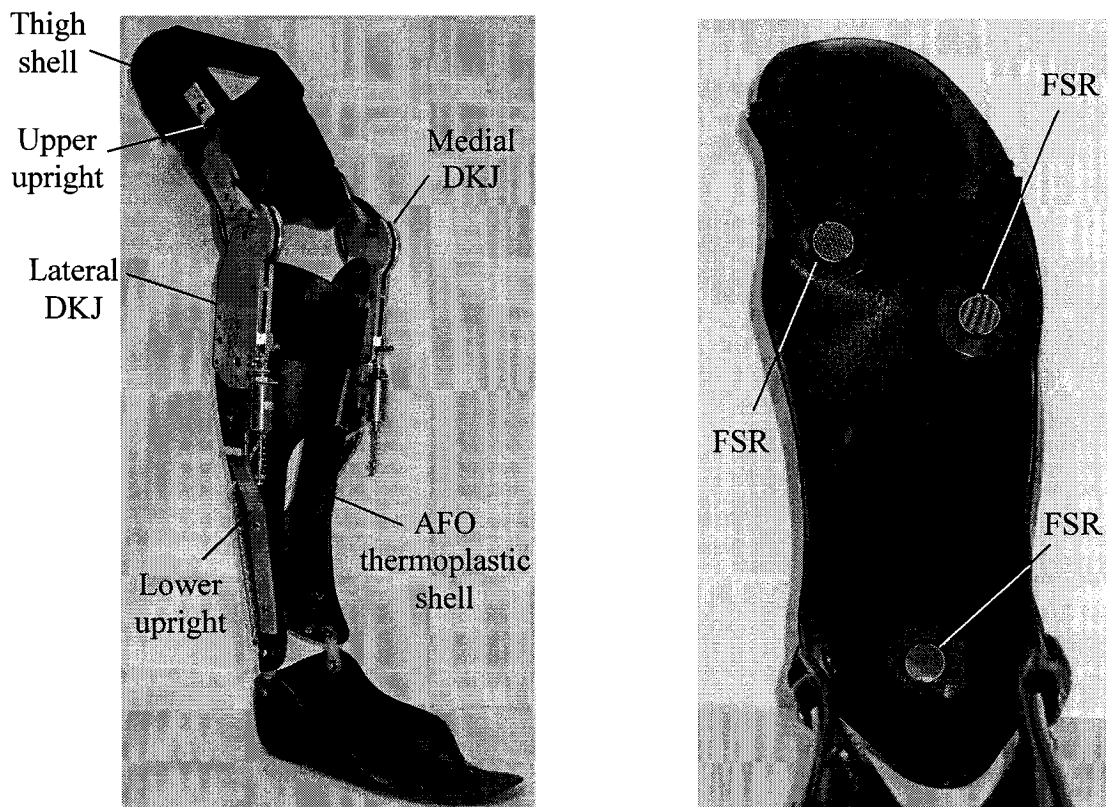 Thigh
shell
Upper
upright
Medial
DKJ
Lateral
DKJ
AFO
thermoplastic
shell
Lower
upright
FSR
FSR
FSR